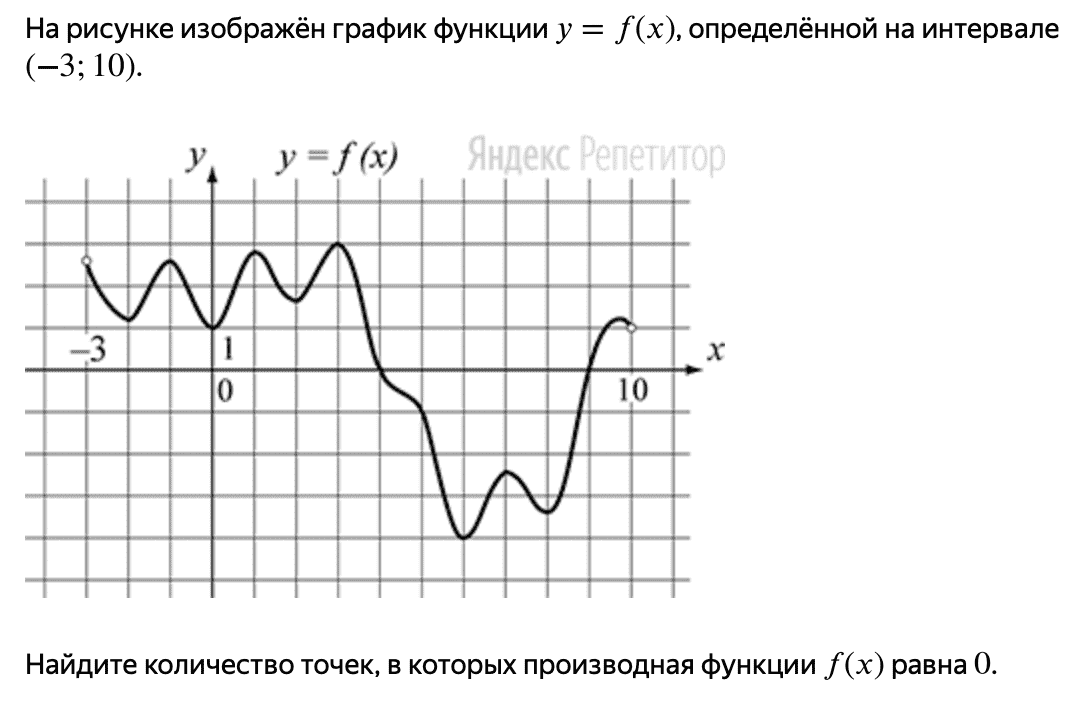 На рисунке изображён график функции y = f(x), определённой на интервале
(−3; 10).
y
y = f (x)
Яндекс Репетитор
−3
1
x
0
10
Найдите количество точек, в которых производная функции f(x) равна 0.